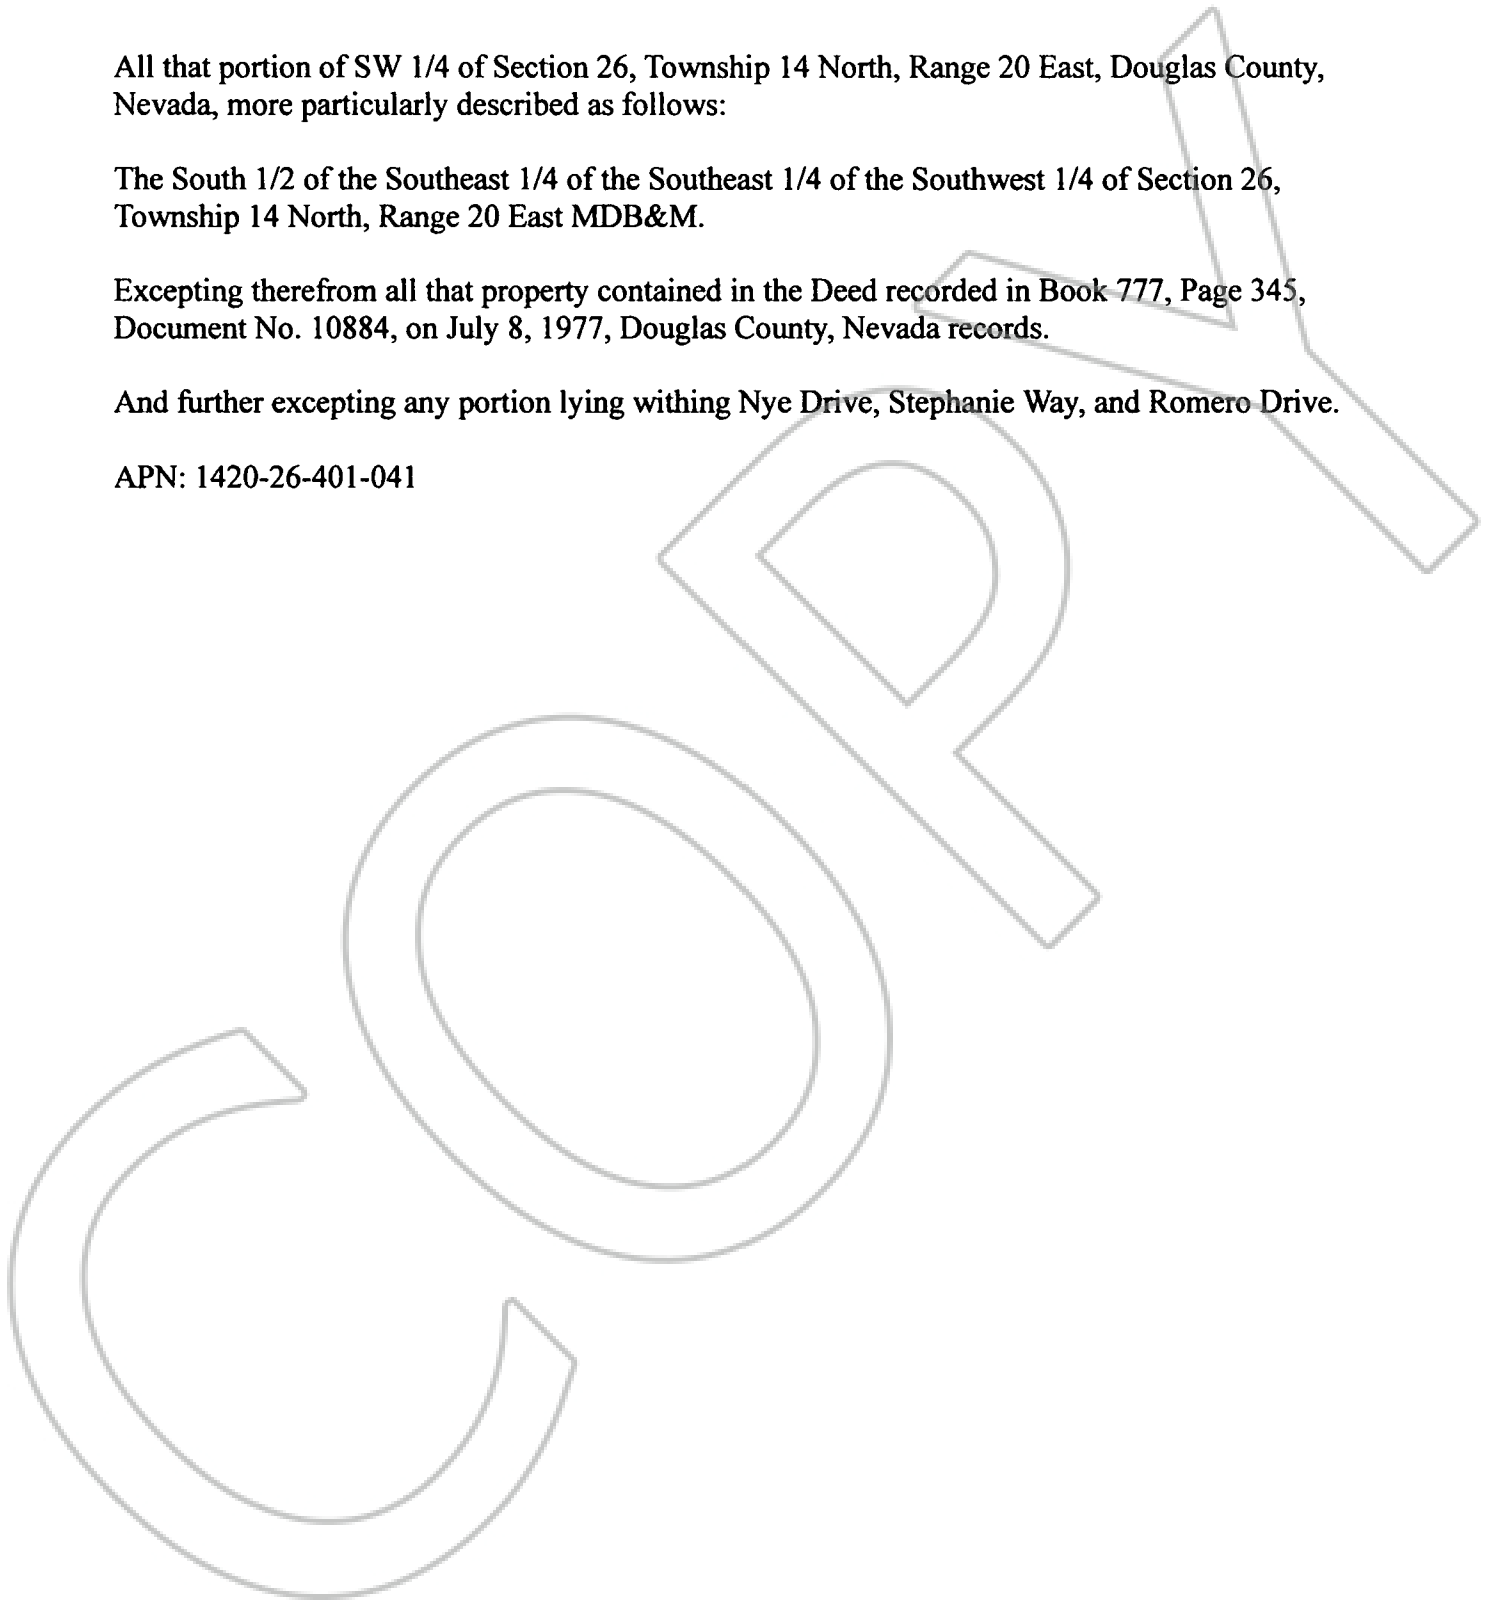 All that portion of SW 1/4 of Section 26, Township 14 North, Range 20 East, Douglas County,
Nevada, more particularly described as follows:
The South 1/2 of the Southeast 1/4 of the Southeast 1/4 of the Southwest 1/4 of Section 26,
Township 14 North, Range 20 East MDB&M.
Excepting therefrom all that property contained in the Deed recorded in Book 777, Page 345,
Document No. 10884, on July 8, 1977, Douglas County, Nevada records.
And further excepting any portion lying withing Nye Drive, Stephanie Way, and Romero Drive.
APN: 1420-26-401-041
COPY